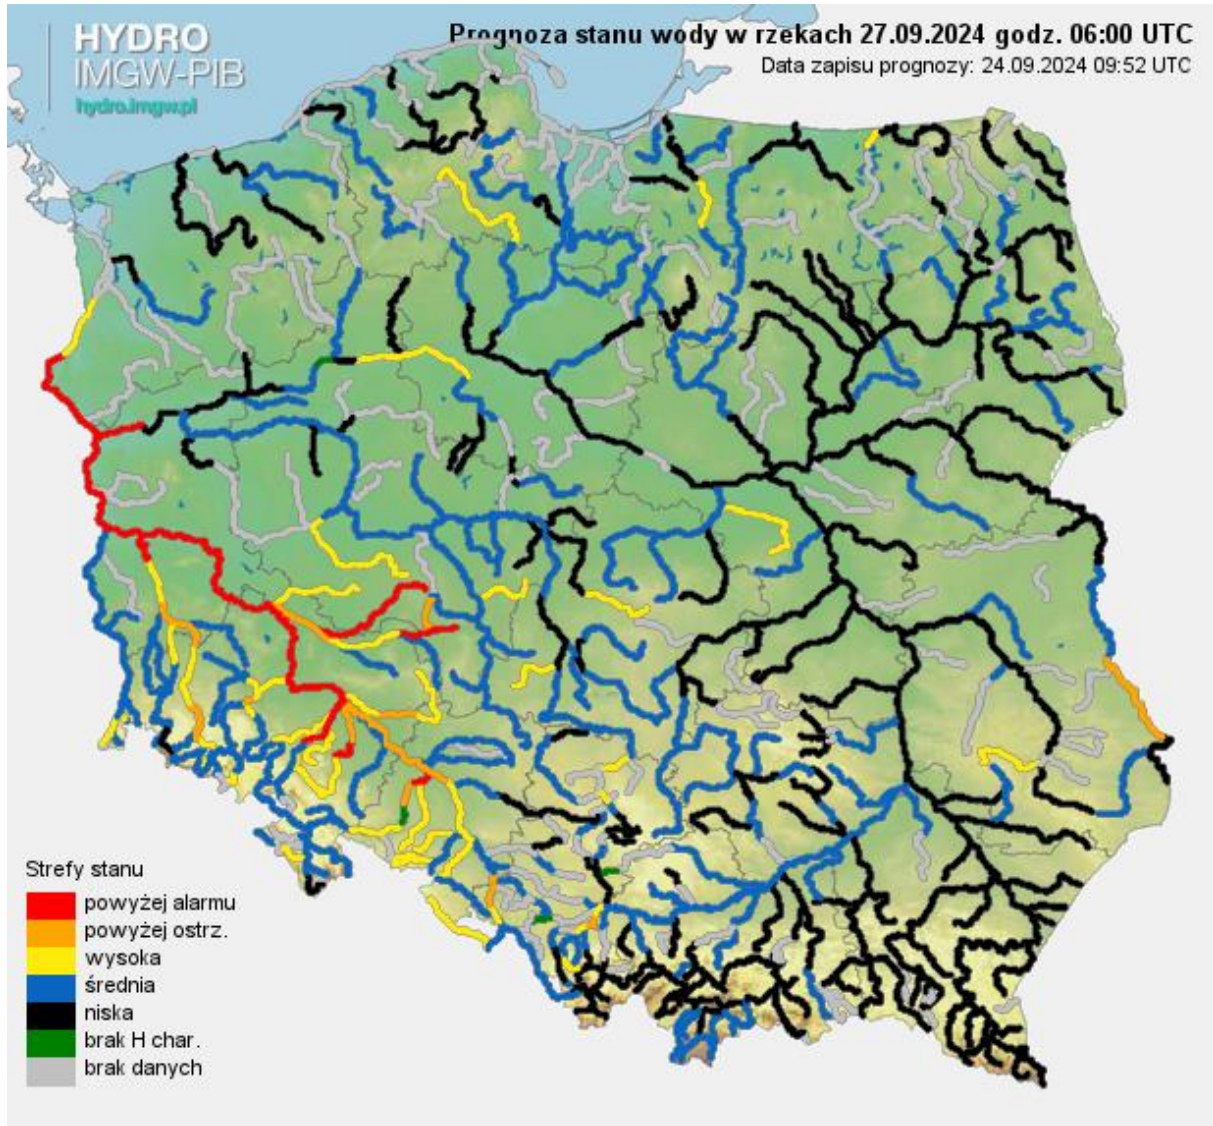 HYDRO
IMGW-PIB
hydro.imgw.pl
Prognoza stanu wody w rzekach 27.09.2024 godz. 06:00 UTC
Data zapisu prognozy: 24.09.2024 09:52 UTC
Strefy stanu
powyżej alarmu
powyżej ostrz.
wysoka
średnia
niska
brak H char.
brak danych